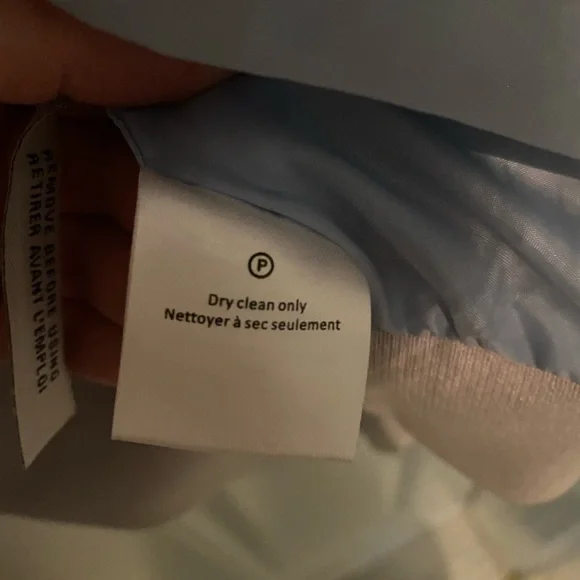 REMOVE BEFORE USING
RETIRER AVANT L'EMPLOI
P
Dry clean only
Nettoyer à sec seulement